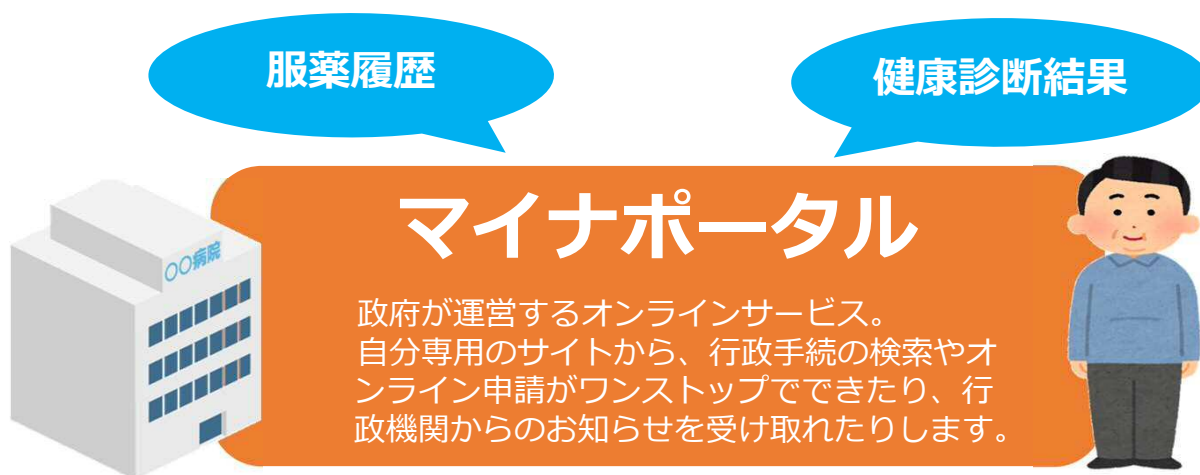 服薬履歴
健康診断結果
マイナポータル
〇〇病院
政府が運営するオンラインサービス。
自分専用のサイトから、行政手続の検索やオ
ンライン申請がワンストップでできたり、行
政機関からのお知らせを受け取れたりします。